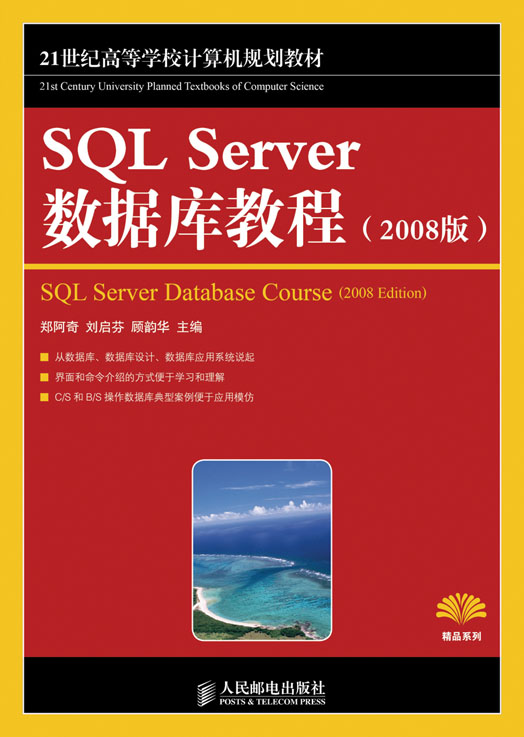 21世纪高等学校计算机规划教材
21st Century University Planned Textbooks of Computer Science
SQL Server
数据库教程（2008版）
SQL Server Database Course (2008 Edition)
郑阿奇 刘启芬 顾韵华 主编
从数据库、数据库设计、数据库应用系统说起
界面和命令介绍的方式便于学习和理解
C/S 和 B/S 操作数据库典型案例便于应用模仿
精品系列
人民邮电出版社
POSTS & TELECOM PRESS